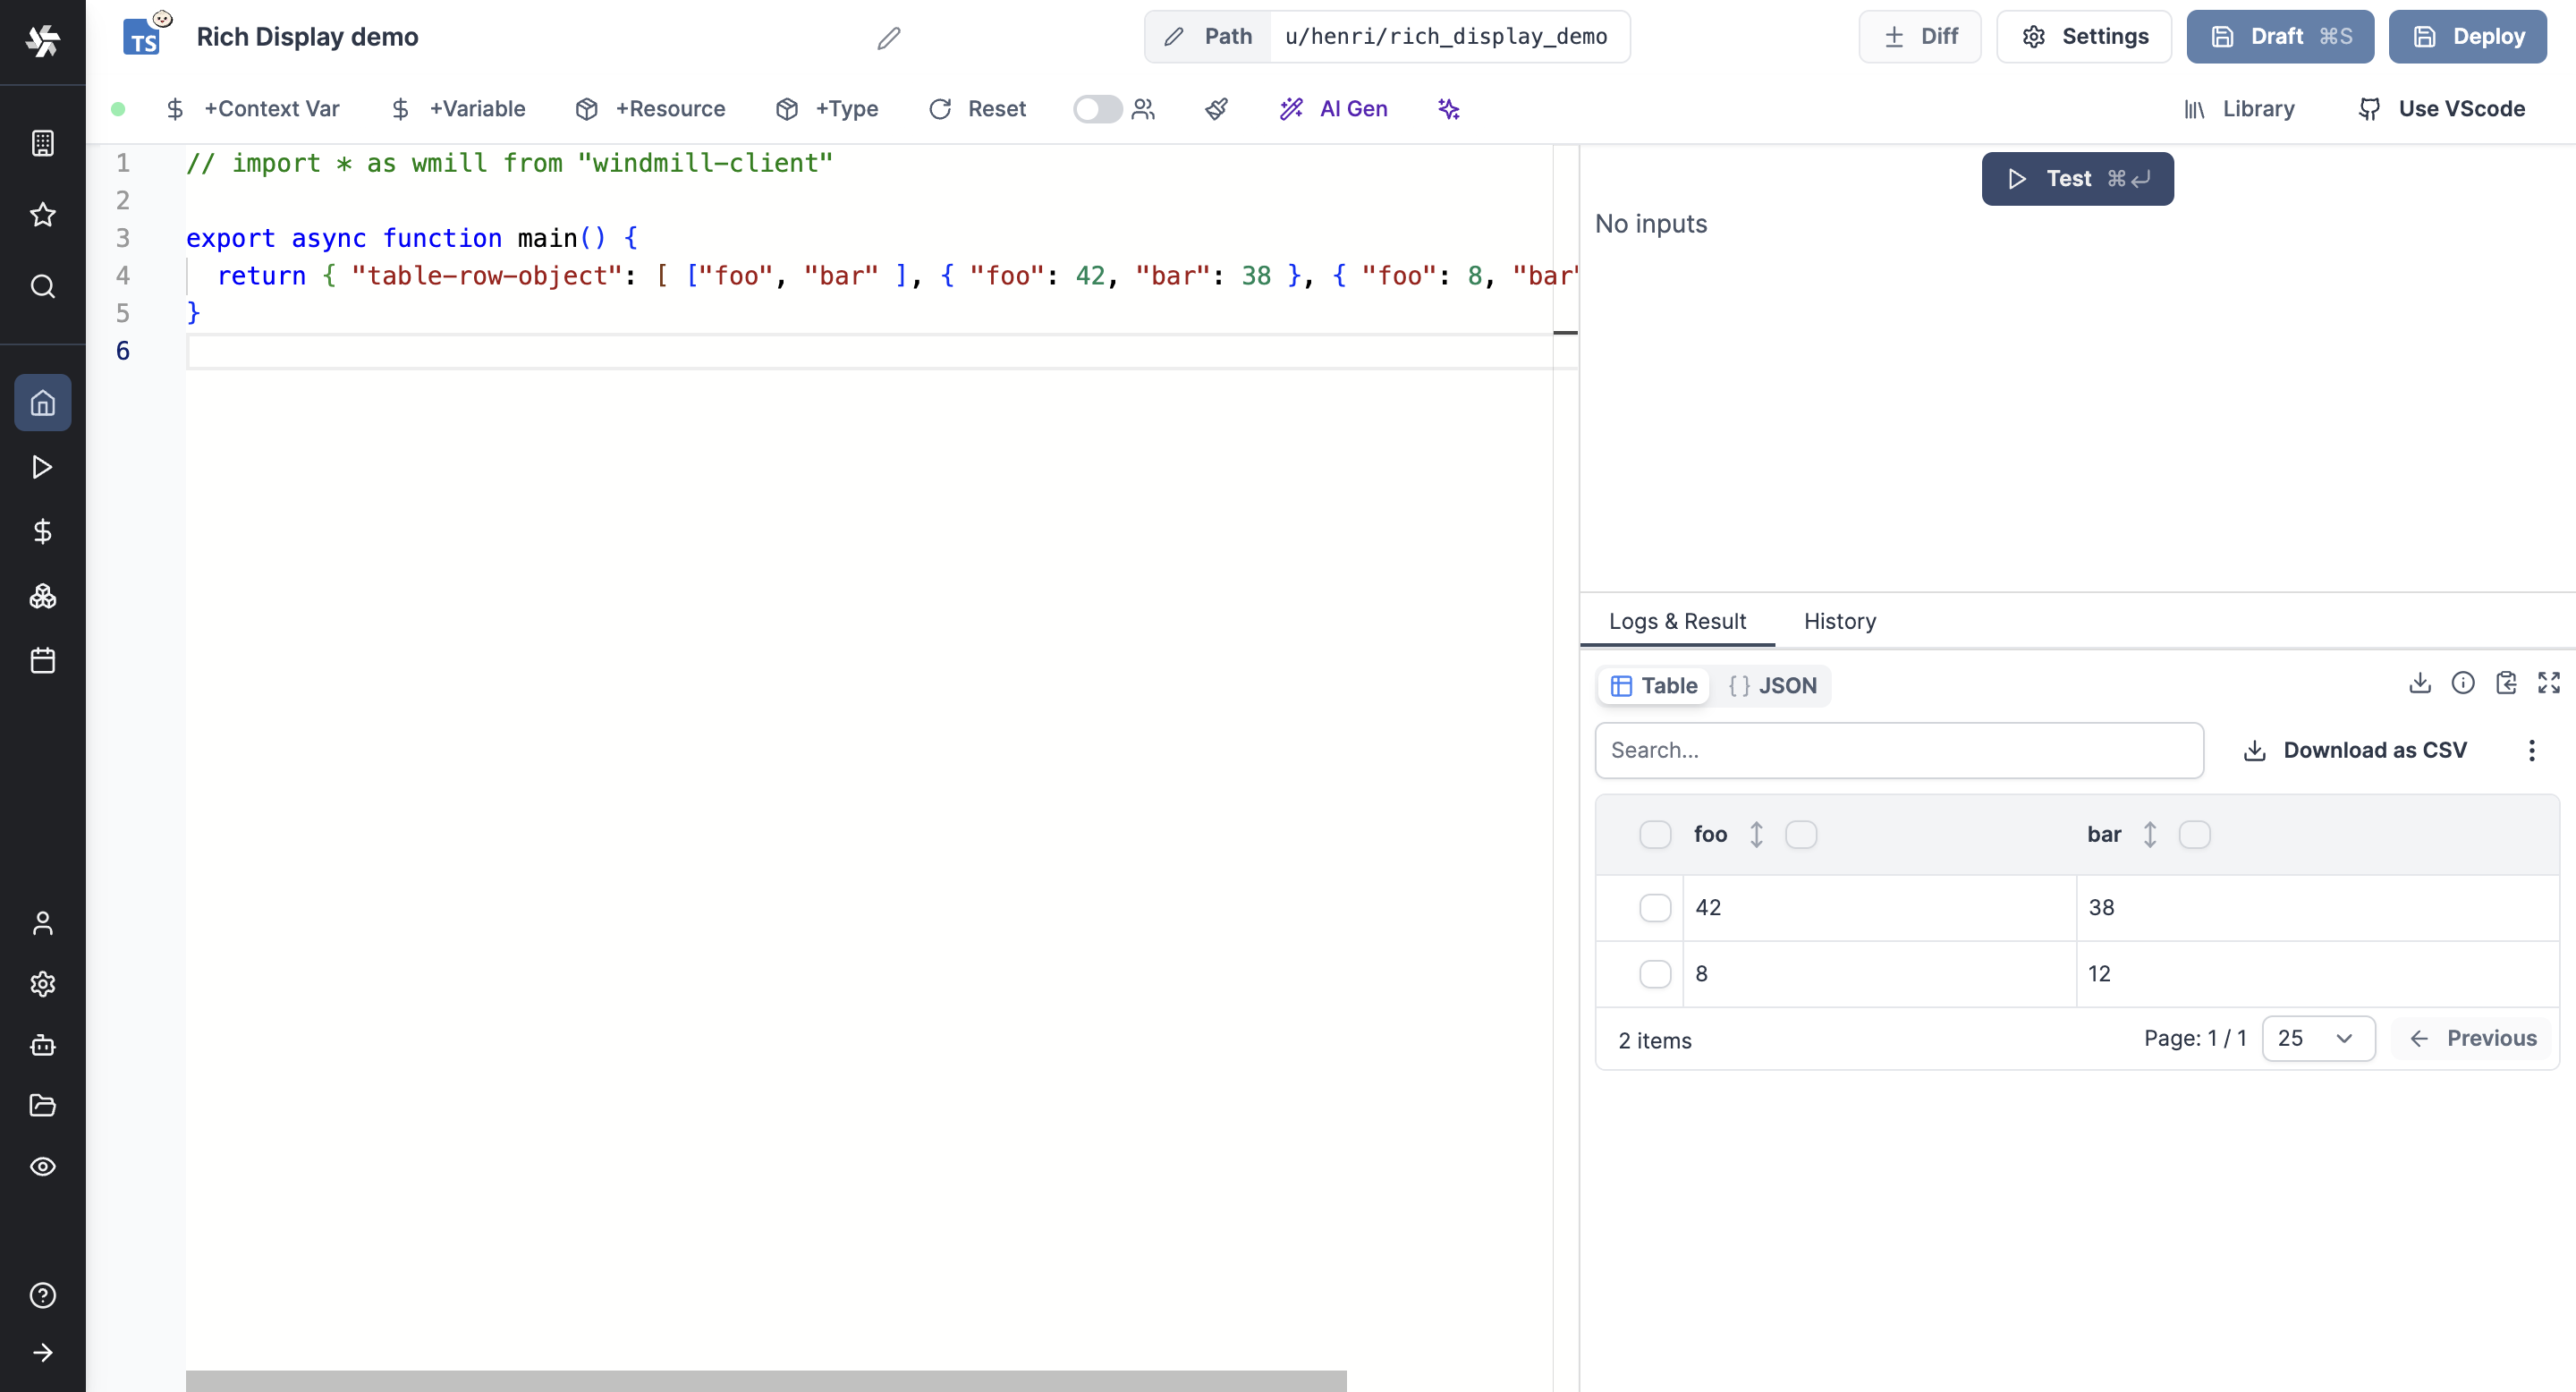 TS
Rich Display demo
Path u/henri/rich_display_demo
Diff
Settings
Draft ⌘S
Deploy
+Context Var
+Variable
+Resource
+Type
Reset
AI Gen
Library
Use VScode
1 // import * as wmill from "windmill-client"
2
3 export async function main() {
4 return { "table-row-object": [ ["foo", "bar" ], { "foo": 42, "bar": 38 }, { "foo": 8, "bar"
5 }
6
Test ⌘
No inputs
Logs & Result History
Table {} JSON
Search...
Download as CSV
foo bar
42 38
8 12
2 items
Page: 1 / 1
25
Previous